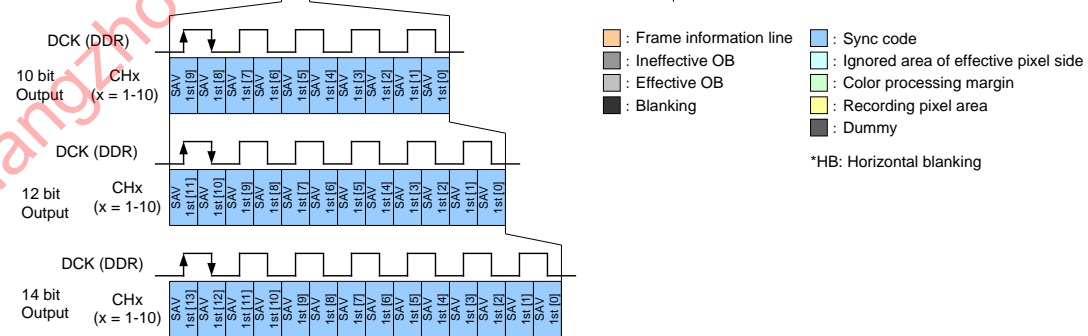 DCK (DDR)
10 bit Output
CHx (x = 1-10)
SAV 1st [9]
SAV 1st [8]
SAV 1st [7]
SAV 1st [6]
SAV 1st [5]
SAV 1st [4]
SAV 1st [3]
SAV 1st [2]
SAV 1st [1]
SAV 1st [0]
DCK (DDR)
12 bit Output
CHx (x = 1-10)
SAV 1st [11]
SAV 1st [10]
SAV 1st [9]
SAV 1st [8]
SAV 1st [7]
SAV 1st [6]
SAV 1st [5]
SAV 1st [4]
SAV 1st [3]
SAV 1st [2]
SAV 1st [1]
SAV 1st [0]
DCK (DDR)
14 bit Output
CHx (x = 1-10)
SAV 1st [13]
SAV 1st [12]
SAV 1st [11]
SAV 1st [10]
SAV 1st [9]
SAV 1st [8]
SAV 1st [7]
SAV 1st [6]
SAV 1st [5]
SAV 1st [4]
SAV 1st [3]
SAV 1st [2]
SAV 1st [1]
SAV 1st [0]
: Frame information line
: Ineffective OB
: Effective OB
: Blanking
: Sync code
: Ignored area of effective pixel side
: Color processing margin
: Recording pixel area
: Dummy
*HB: Horizontal blanking